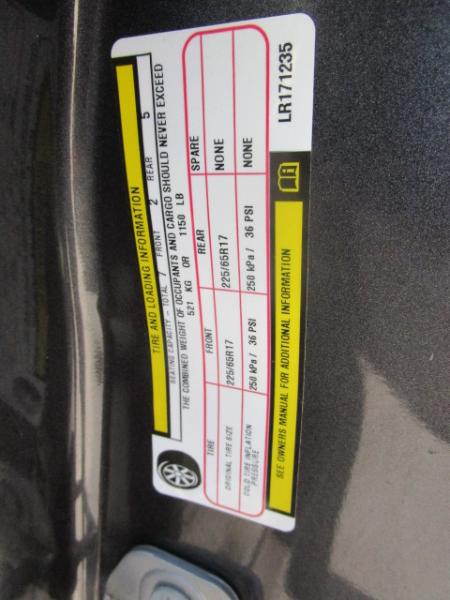 TIRE AND LOADING INFORMATION
SEATING CAPACITY - TOTAL 7 FRONT 2 REAR 5
THE COMBINED WEIGHT OF OCCUPANTS AND CARGO SHOULD NEVER EXCEED
521 KG OR 1150 LB
TIRE FRONT REAR SPARE
ORIGINAL TIRE SIZE 225/65R17 225/65R17 NONE
COLD TIRE INFLATION PRESSURE 250 kPa / 36 PSI 250 kPa / 36 PSI NONE
SEE OWNERS MANUAL FOR ADDITIONAL INFORMATION
LR171235